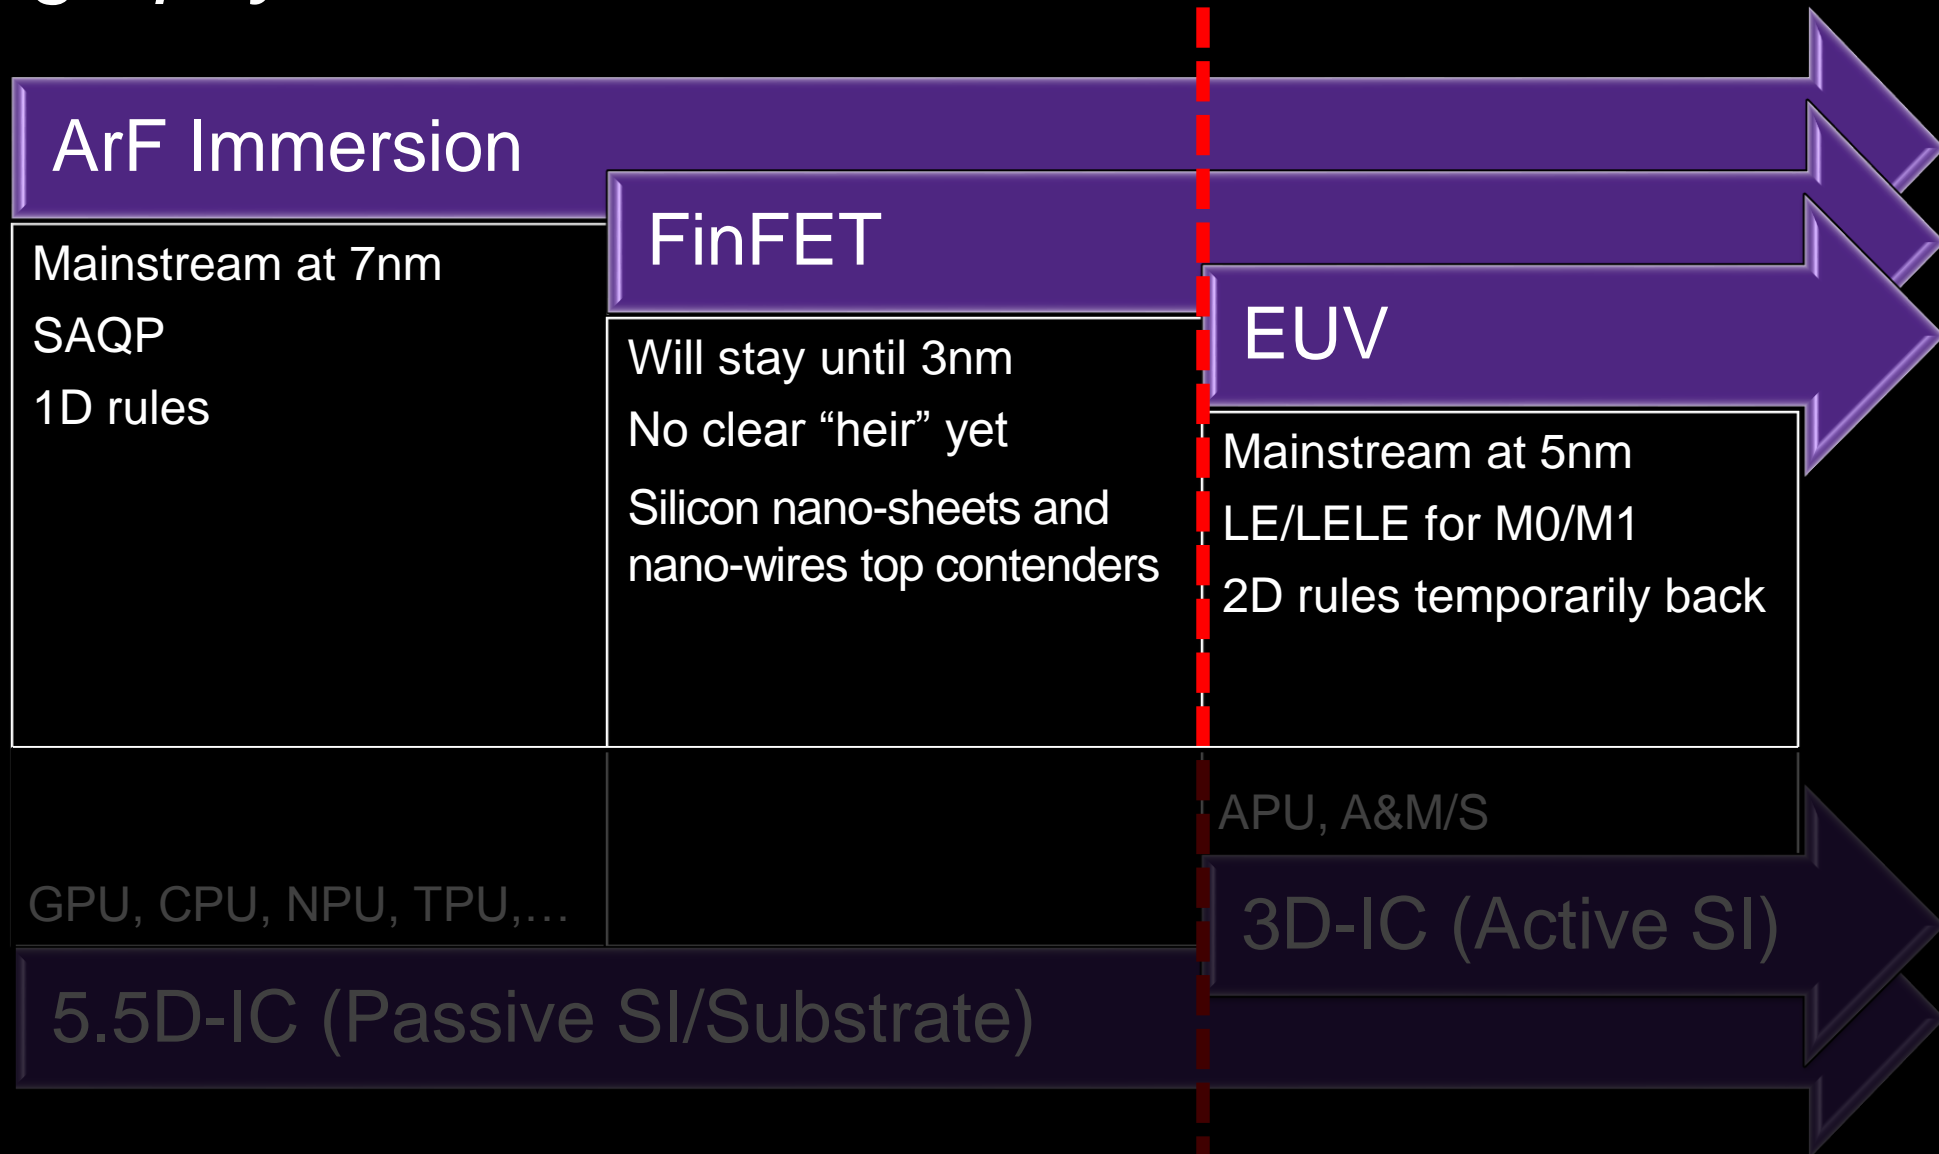 ArF Immersion
Mainstream at 7nm
SAQP
1D rules
FinFET
Will stay until 3nm
No clear “heir” yet
Silicon nano-sheets and
nano-wires top contenders
EUV
Mainstream at 5nm
LE/LELE for M0/M1
2D rules temporarily back
APU, A&M/S
3D-IC (Active SI)
GPU, CPU, NPU, TPU,…
5.5D-IC (Passive SI/Substrate)